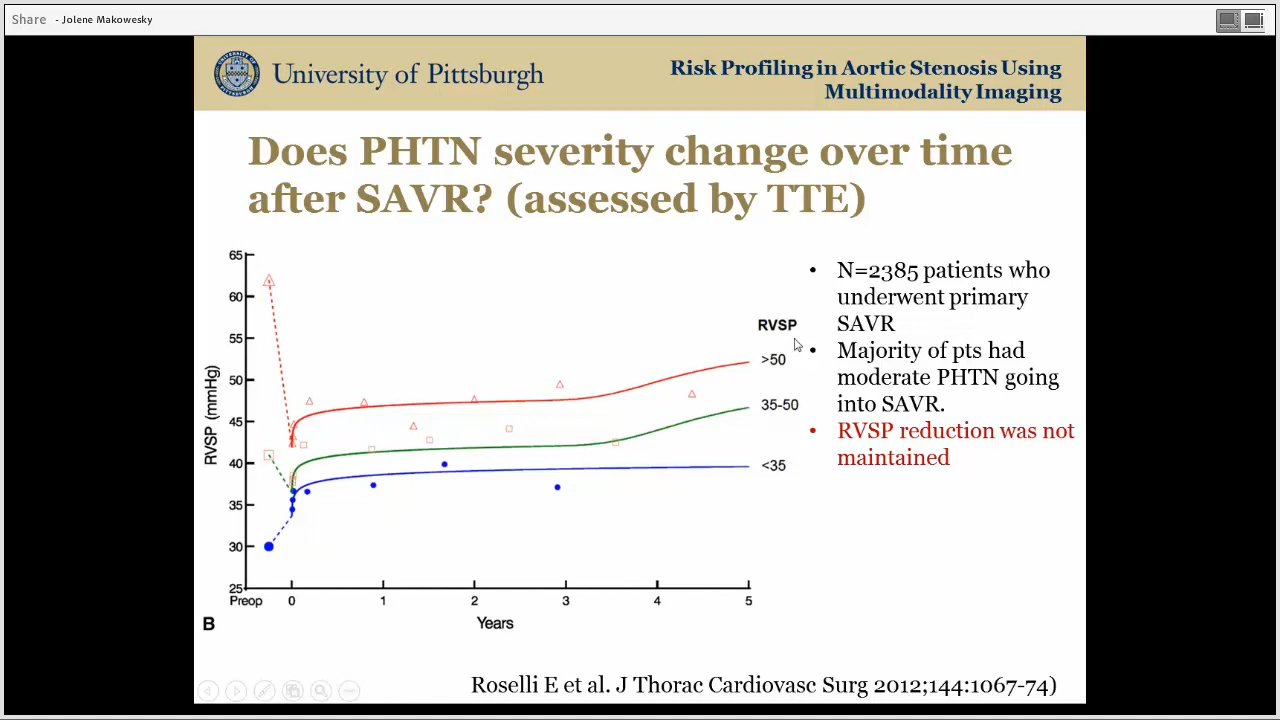 Share - Jolene Makowesky
University of Pittsburgh
Risk Profiling in Aortic Stenosis Using
Multimodality Imaging
Does PHTN severity change over time
after SAVR? (assessed by TTE)
65
60
55
50
45
40
35
30
25
RVSP (mmHg)
Preop 0 1 2 3 4 5
Years
B
RVSP
>50
35-50
<35
• N=2385 patients who
underwent primary
SAVR
• Majority of pts had
moderate PHTN going
into SAVR.
• RVSP reduction was not
maintained
Roselli E et al. J Thorac Cardiovasc Surg 2012;144:1067-74)